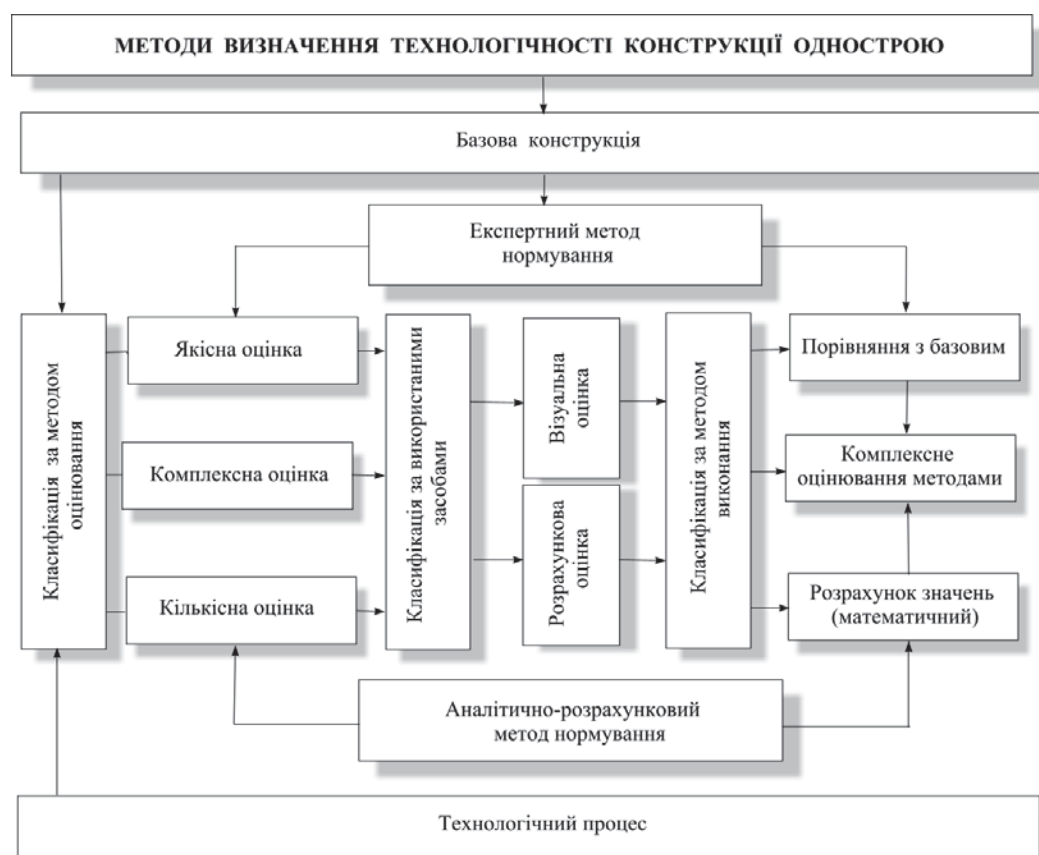 МЕТОДИ ВИЗНАЧЕННЯ ТЕХНОЛОГІЧНОСТІ КОНСТРУКЦІЇ ОДНОСТРОЮ
Базова конструкція
Експертний метод
нормування
Класифікація за методом
оцінювання
Якісна оцінка
Комплексна оцінка
Кількісна оцінка
Класифікація за використаними
засобами
Візуальна
оцінка
Розрахункова
оцінка
Класифікація за методом
виконання
Порівняння з базовим
Комплексне
оцінювання методами
Розрахунок значень
(математичний)
Аналітично-розрахунковий
метод нормування
Технологічний процес